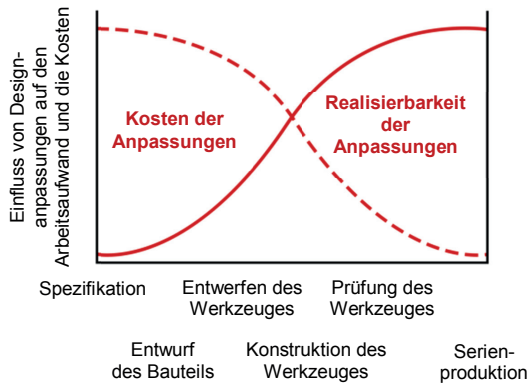 Einfluss von Design-
anpassungen auf den
Arbeitsaufwand und die Kosten
Kosten der
Anpassungen
Realisierbarkeit
der
Anpassungen
Spezifikation
Entwerfen des
Werkzeuges
Prüfung des
Werkzeuges
Entwurf
des Bauteils
Konstruktion des
Werkzeuges
Serien-
produktion